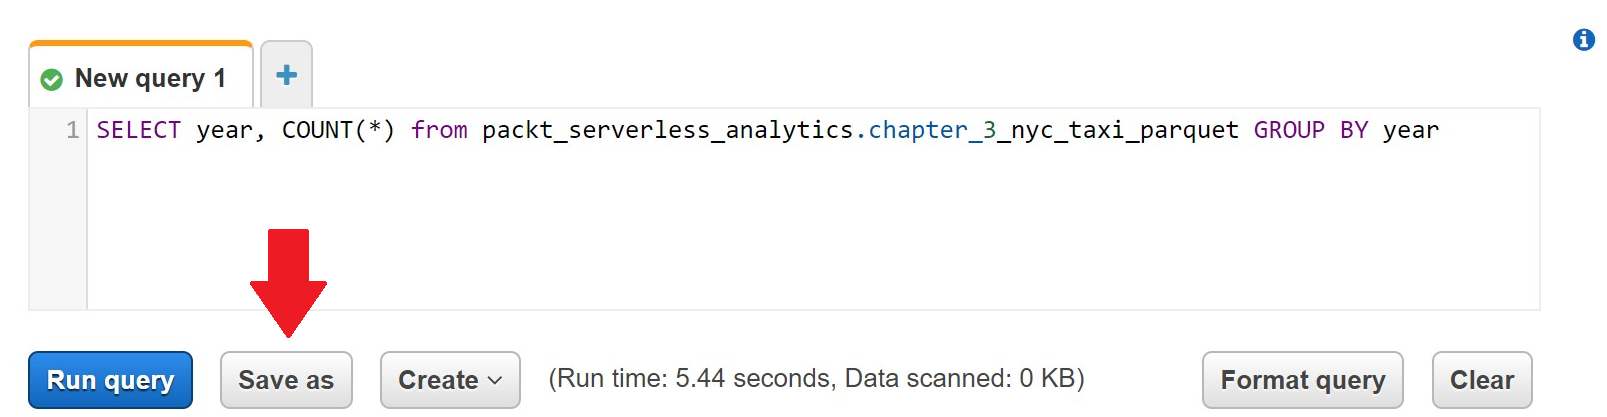 New query 1 +
1 SELECT year, COUNT(*) from packt_serverless_analytics.chapter_3_nyc_taxi_parquet GROUP BY year
Run query Save as Create (Run time: 5.44 seconds, Data scanned: 0 KB) Format query Clear